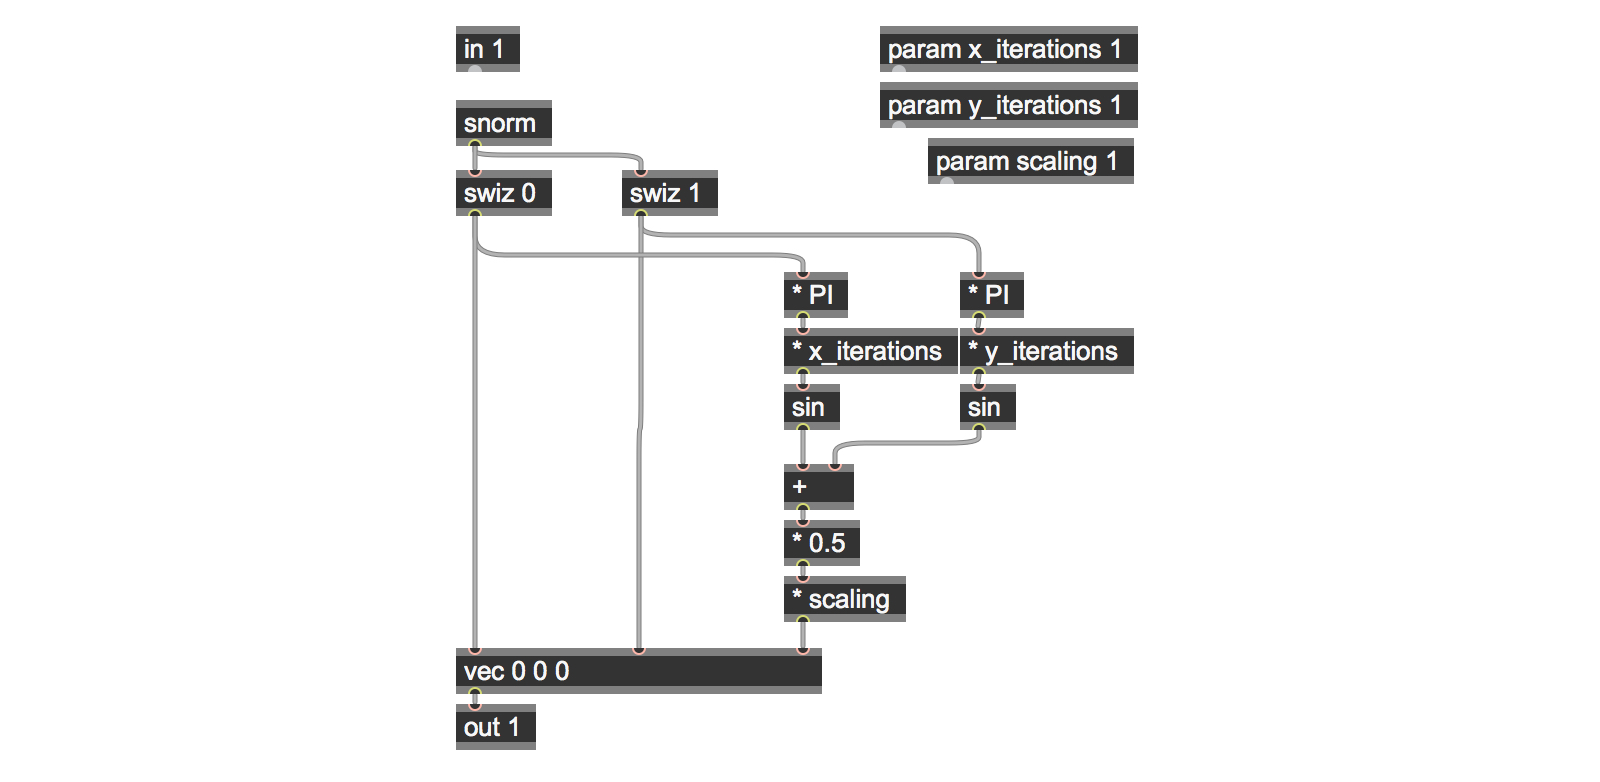 in 1
param x_iterations 1
param y_iterations 1
snorm
param scaling 1
swiz 0
swiz 1
* PI
* PI
* x_iterations
* y_iterations
sin
sin
+
* 0.5
* scaling
vec 0 0 0
out 1